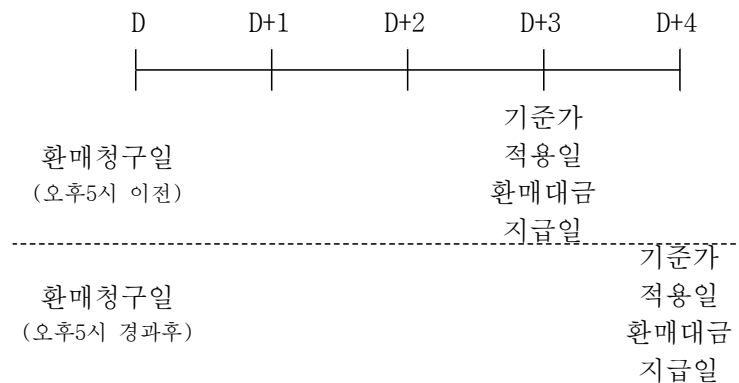 D D+1 D+2 D+3 D+4
기준가
환매청구일 적용일
(오후5시 이전) 환매대금
지급일
기준가
환매청구일 적용일
(오후5시 경과후) 환매대금
지급일